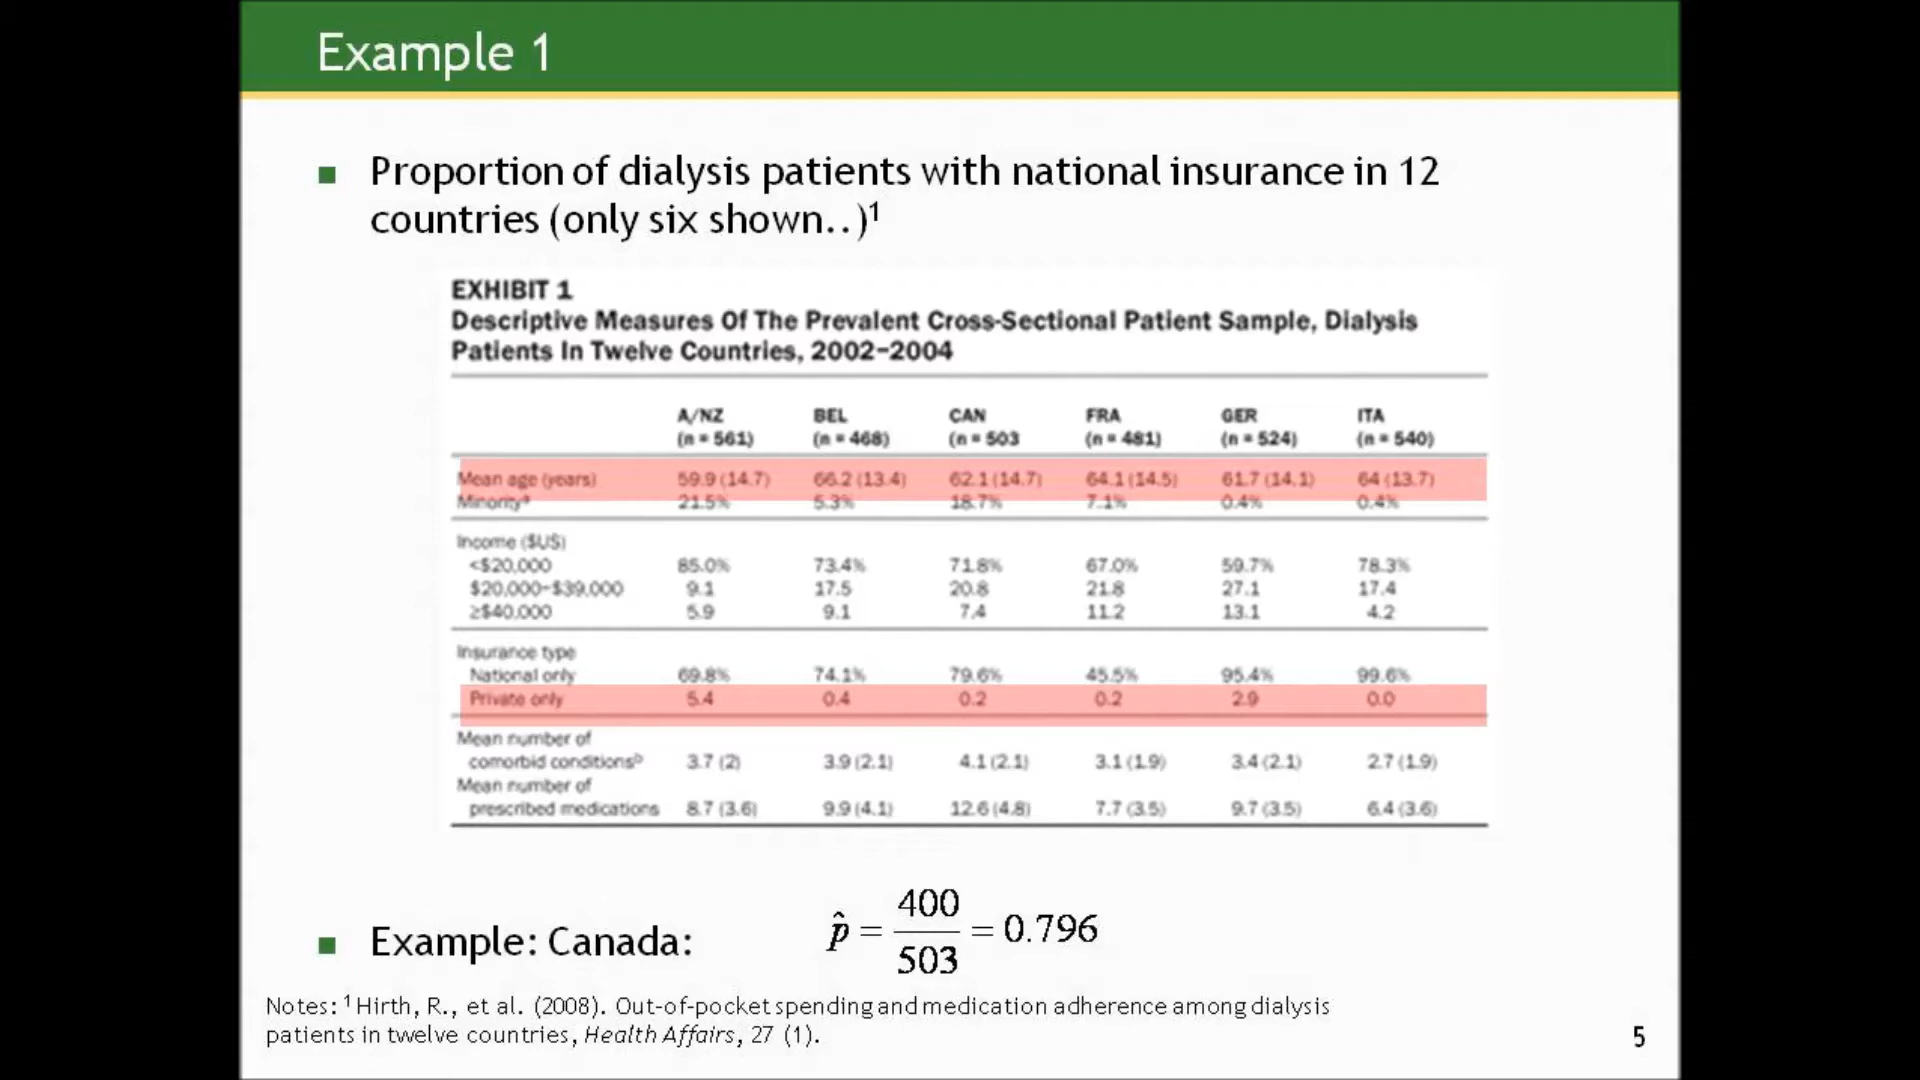 Example 1
Proportion of dialysis patients with national insurance in 12
countries (only six shown..)1
EXHIBIT 1
Descriptive Measures Of The Prevalent Cross-Sectional Patient Sample, Dialysis
Patients In Twelve Countries, 2002–2004
A/NZ BEL CAN FRA GER ITA
(n = 561) (n = 468) (n = 503 (n = 481) (n = 524) (n = 540)
Mean age (years) 59.9 (14.7) 66.2 (13.4) 62.1 (14.7) 64.1 (14.5) 61.7 (14.1) 64 (13.7)
Minoritya 21.5% 5.3% 18.7% 7.1% 0.4% 0.4%
Income ($US)
<$20,000 85.0% 73.4% 71.8% 67.0% 59.7% 78.3%
$20,000–$39,000 9.1 17.5 20.8 21.8 27.1 17.4
≥$40,000 5.9 9.1 7.4 11.2 13.1 4.2
Insurance type
National only 69.8% 74.1% 79.6% 45.5% 95.4% 99.6%
Private only 5.4 0.4 0.2 0.2 2.9 0.0
Mean number of
comorbid conditionsb 3.7 (2) 3.9 (2.1) 4.1 (2.1) 3.1 (1.9) 3.4 (2.1) 2.7 (1.9)
Mean number of
prescribed medications 8.7 (3.6) 9.9 (4.1) 12.6 (4.8) 7.7 (3.5) 9.7 (3.5) 6.4 (3.6)
Example: Canada: p̂ = 400/503 = 0.796
Notes: 1 Hirth, R., et al. (2008). Out-of-pocket spending and medication adherence among dialysis
patients in twelve countries, Health Affairs, 27 (1).
5